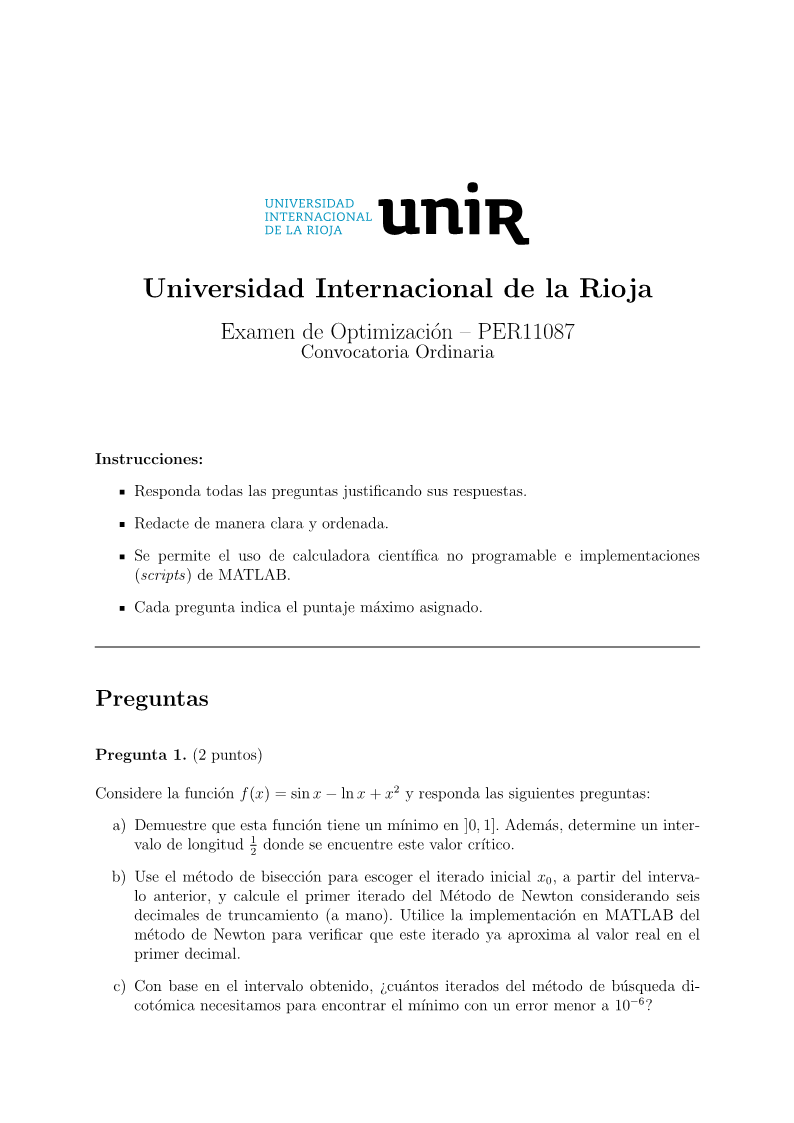 UNIVERSIDAD
INTERNACIONAL
DE LA RIOJA
unir
Universidad Internacional de la Rioja
Examen de Optimización – PER11087
Convocatoria Ordinaria
Instrucciones:
▪ Responda todas las preguntas justificando sus respuestas.
▪ Redacte de manera clara y ordenada.
▪ Se permite el uso de calculadora científica no programable e implementaciones
(scripts) de MATLAB.
▪ Cada pregunta indica el puntaje máximo asignado.
Preguntas
Pregunta 1. (2 puntos)
Considere la función f(x) = sin x − ln x + x² y responda las siguientes preguntas:
a) Demuestre que esta función tiene un mínimo en ]0, 1]. Además, determine un inter-
valo de longitud 1/2 donde se encuentre este valor crítico.
b) Use el método de bisección para escoger el iterado inicial x₀, a partir del interva-
lo anterior, y calcule el primer iterado del Método de Newton considerando seis
decimales de truncamiento (a mano). Utilice la implementación en MATLAB del
método de Newton para verificar que este iterado ya aproxima al valor real en el
primer decimal.
c) Con base en el intervalo obtenido, ¿cuántos iterados del método de búsqueda di-
cotómica necesitamos para encontrar el mínimo con un error menor a 10⁻⁶?